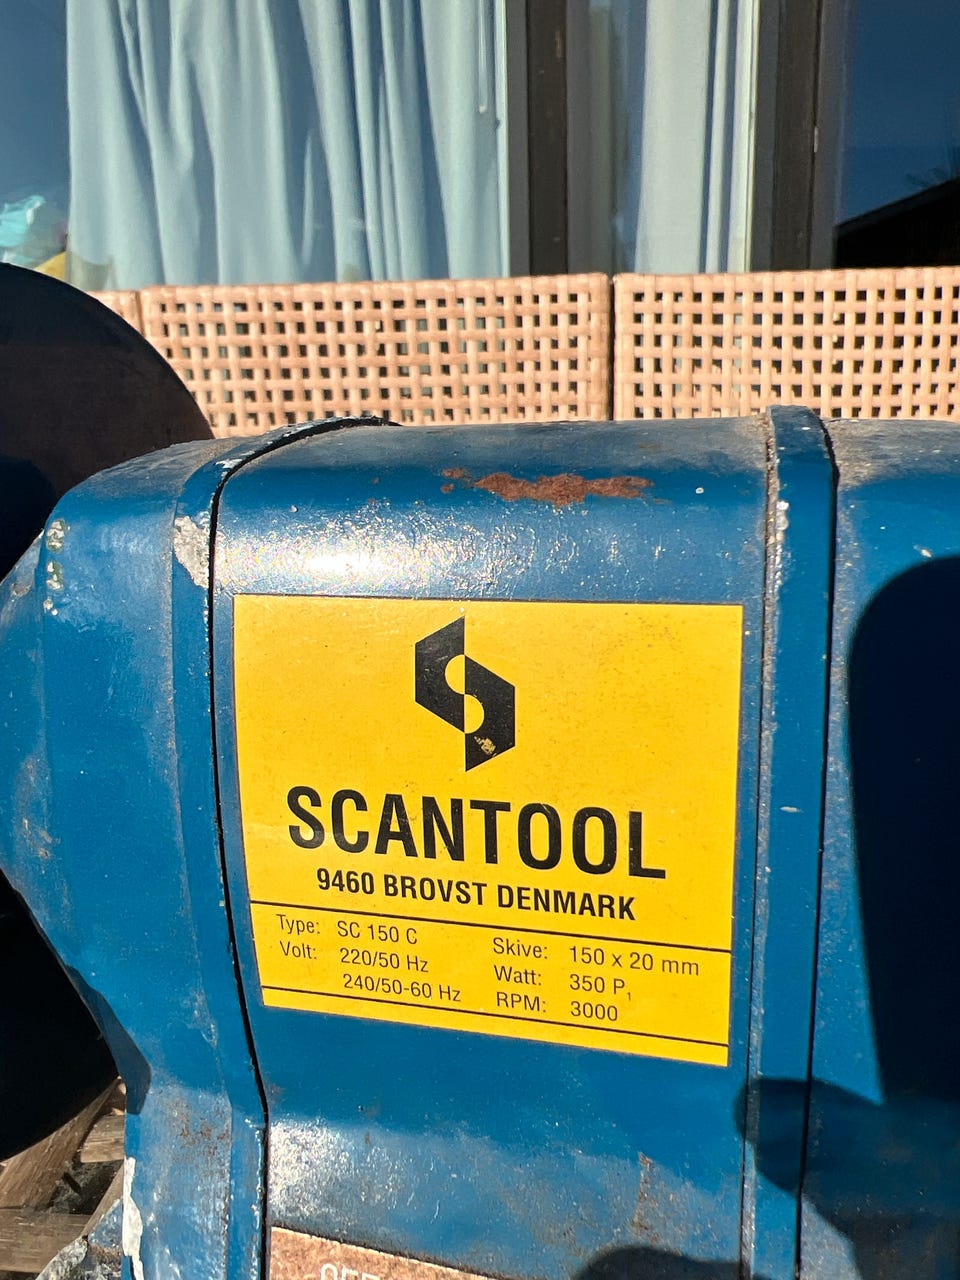 SCANTOOL
9460 BROVST DENMARK
Type: SC 150 C
Volt: 220/50 Hz
240/50-60 Hz
Skive: 150 x 20 mm
Watt: 350 P₁
RPM: 3000